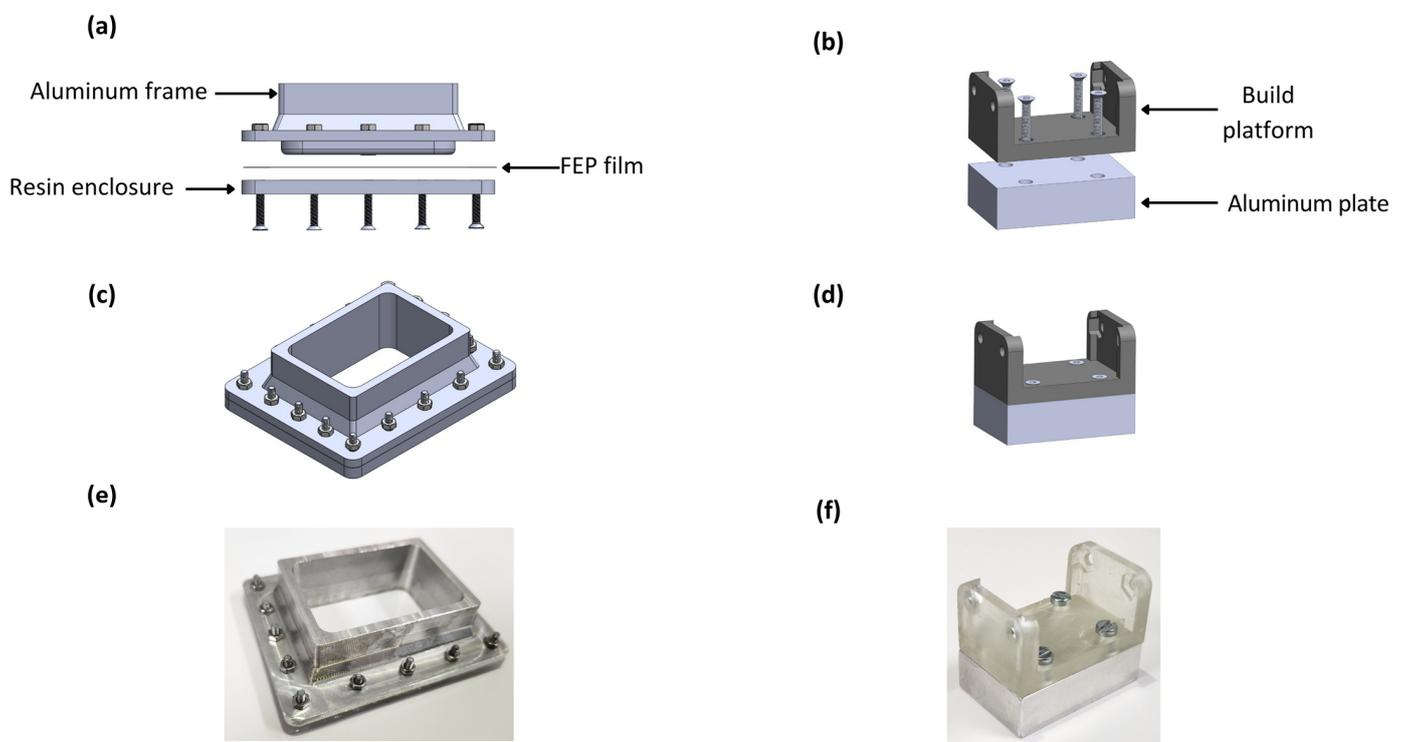 (a)
Aluminum frame
FEP film
Resin enclosure
(b)
Build
platform
Aluminum plate
(c)
(d)
(e)
(f)